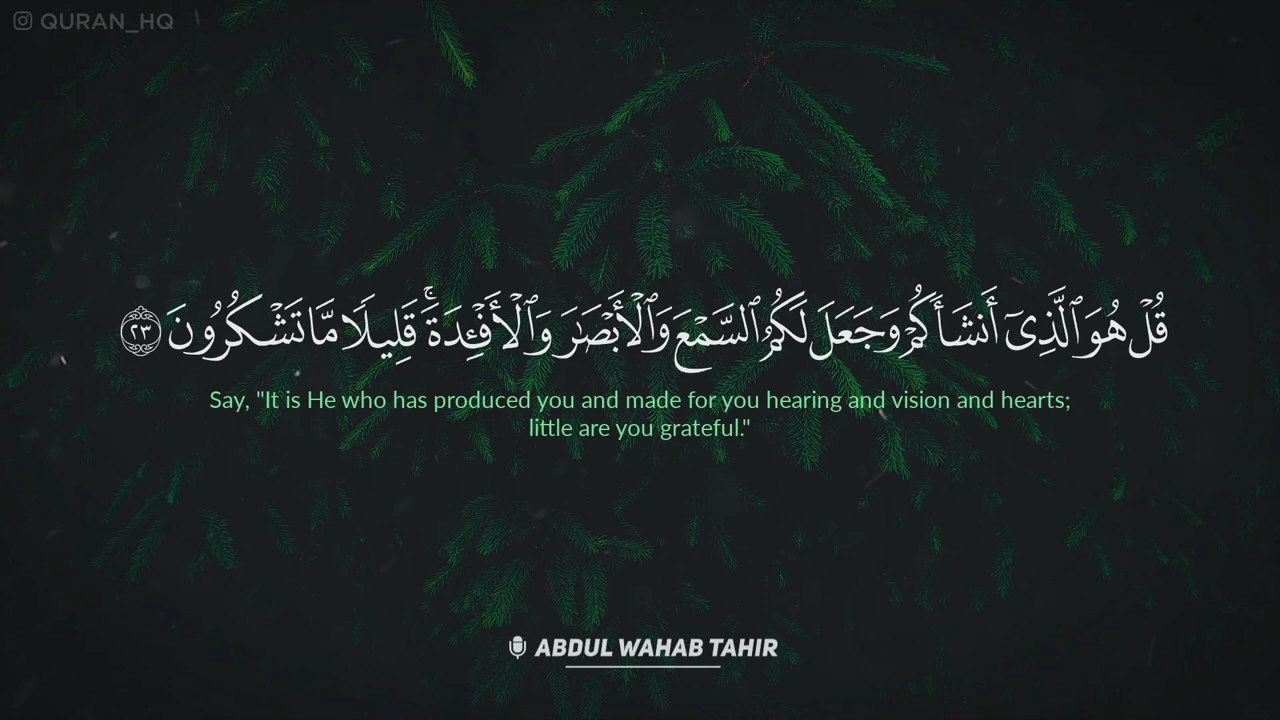 QURAN_HQ
قُلْ هُوَ ٱلَّذِىٓ أَنشَأَكُمْ وَجَعَلَ لَكُمُ ٱلسَّمْعَ وَٱلْأَبْصَـٰرَ وَٱلْأَفْـِٔدَةَ ۖ قَلِيلًا مَّا تَشْكُرُونَ ٢٣
Say, "It is He who has produced you and made for you hearing and vision and hearts;
little are you grateful."
ABDUL WAHAB TAHIR